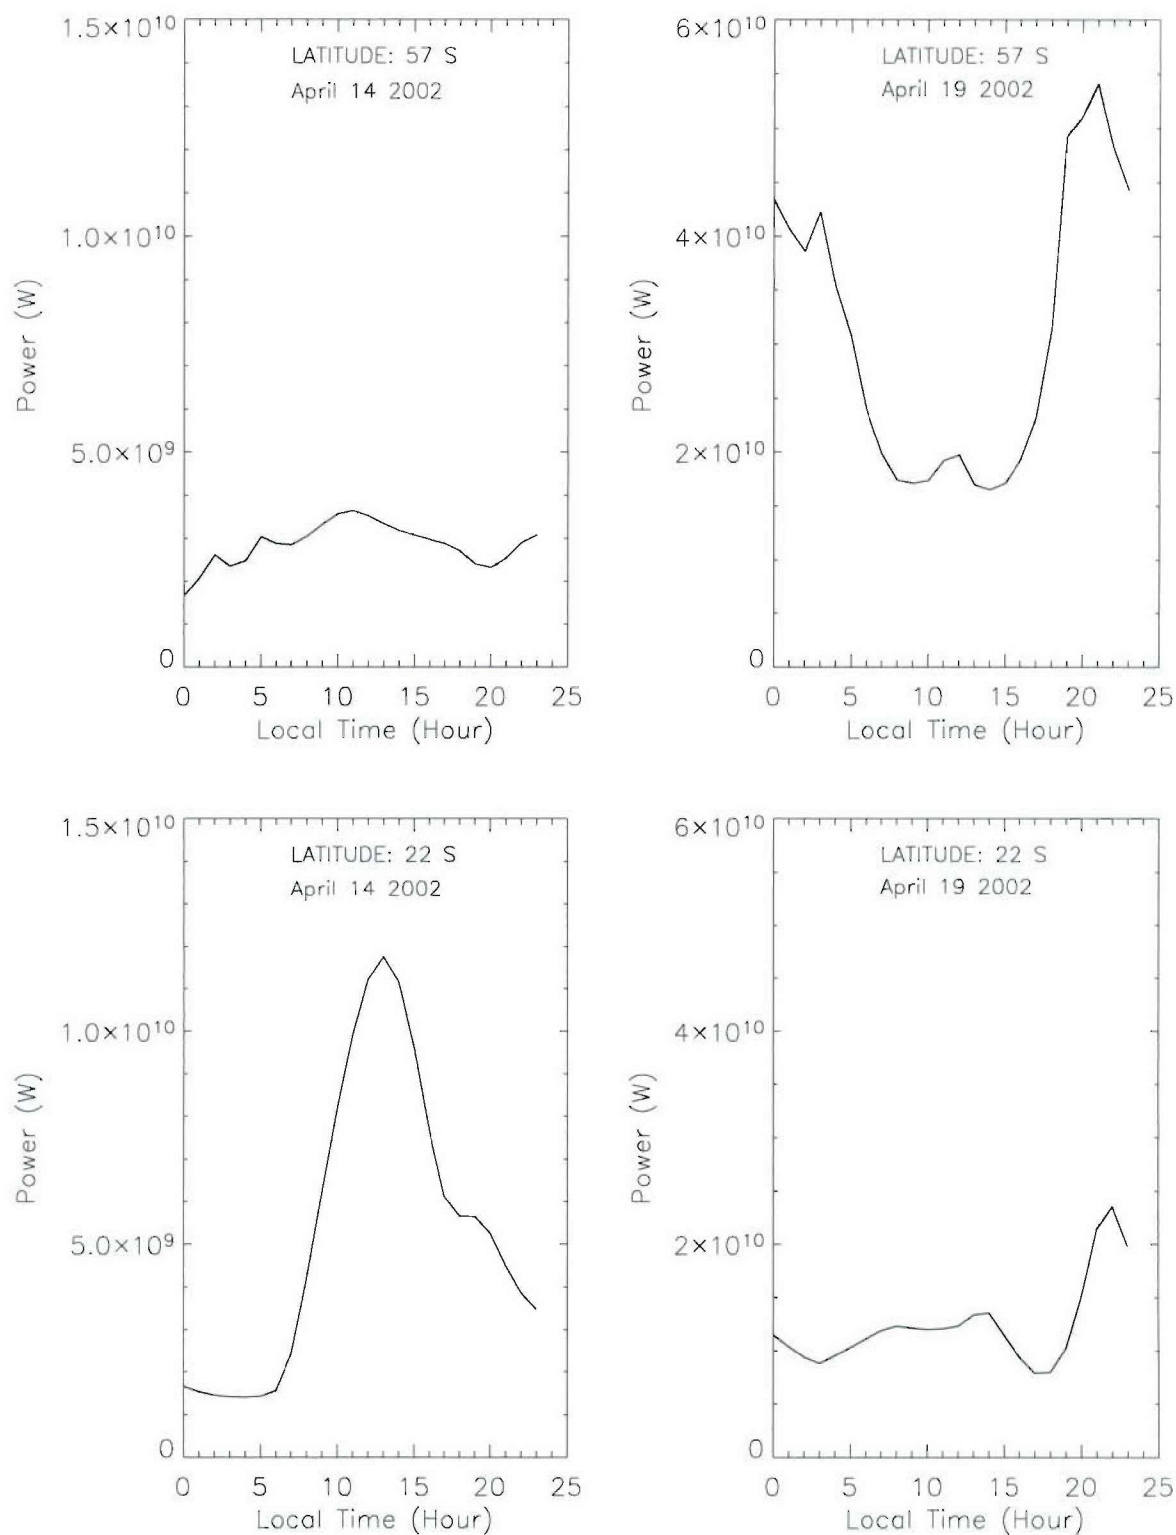 1.5×10¹⁰
LATITUDE: 57 S
April 14 2002
1.0×10¹⁰
5.0×10⁹
0
Power (W)
0 5 10 15 20 25
Local Time (Hour)
6×10¹⁰
LATITUDE: 57 S
April 19 2002
4×10¹⁰
2×10¹⁰
0
Power (W)
0 5 10 15 20 25
Local Time (Hour)
1.5×10¹⁰
LATITUDE: 22 S
April 14 2002
1.0×10¹⁰
5.0×10⁹
0
Power (W)
0 5 10 15 20 25
Local Time (Hour)
6×10¹⁰
LATITUDE: 22 S
April 19 2002
4×10¹⁰
2×10¹⁰
0
Power (W)
0 5 10 15 20 25
Local Time (Hour)